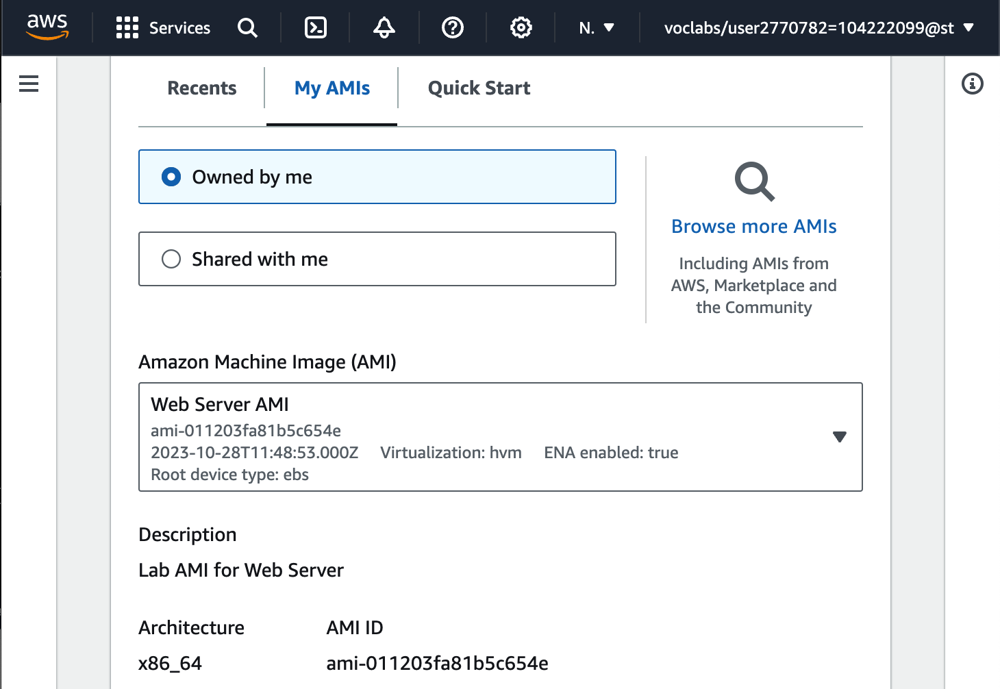 aws
Services
N.
voclabs/user2770782=104222099@st
Recents
My AMIs
Quick Start
Owned by me
Shared with me
Browse more AMIs
Including AMIs from
AWS, Marketplace and
the Community
Amazon Machine Image (AMI)
Web Server AMI
ami-011203fa81b5c654e
2023-10-28T11:48:53.000Z Virtualization: hvm ENA enabled: true
Root device type: ebs
Description
Lab AMI for Web Server
Architecture AMI ID
x86_64 ami-011203fa81b5c654e